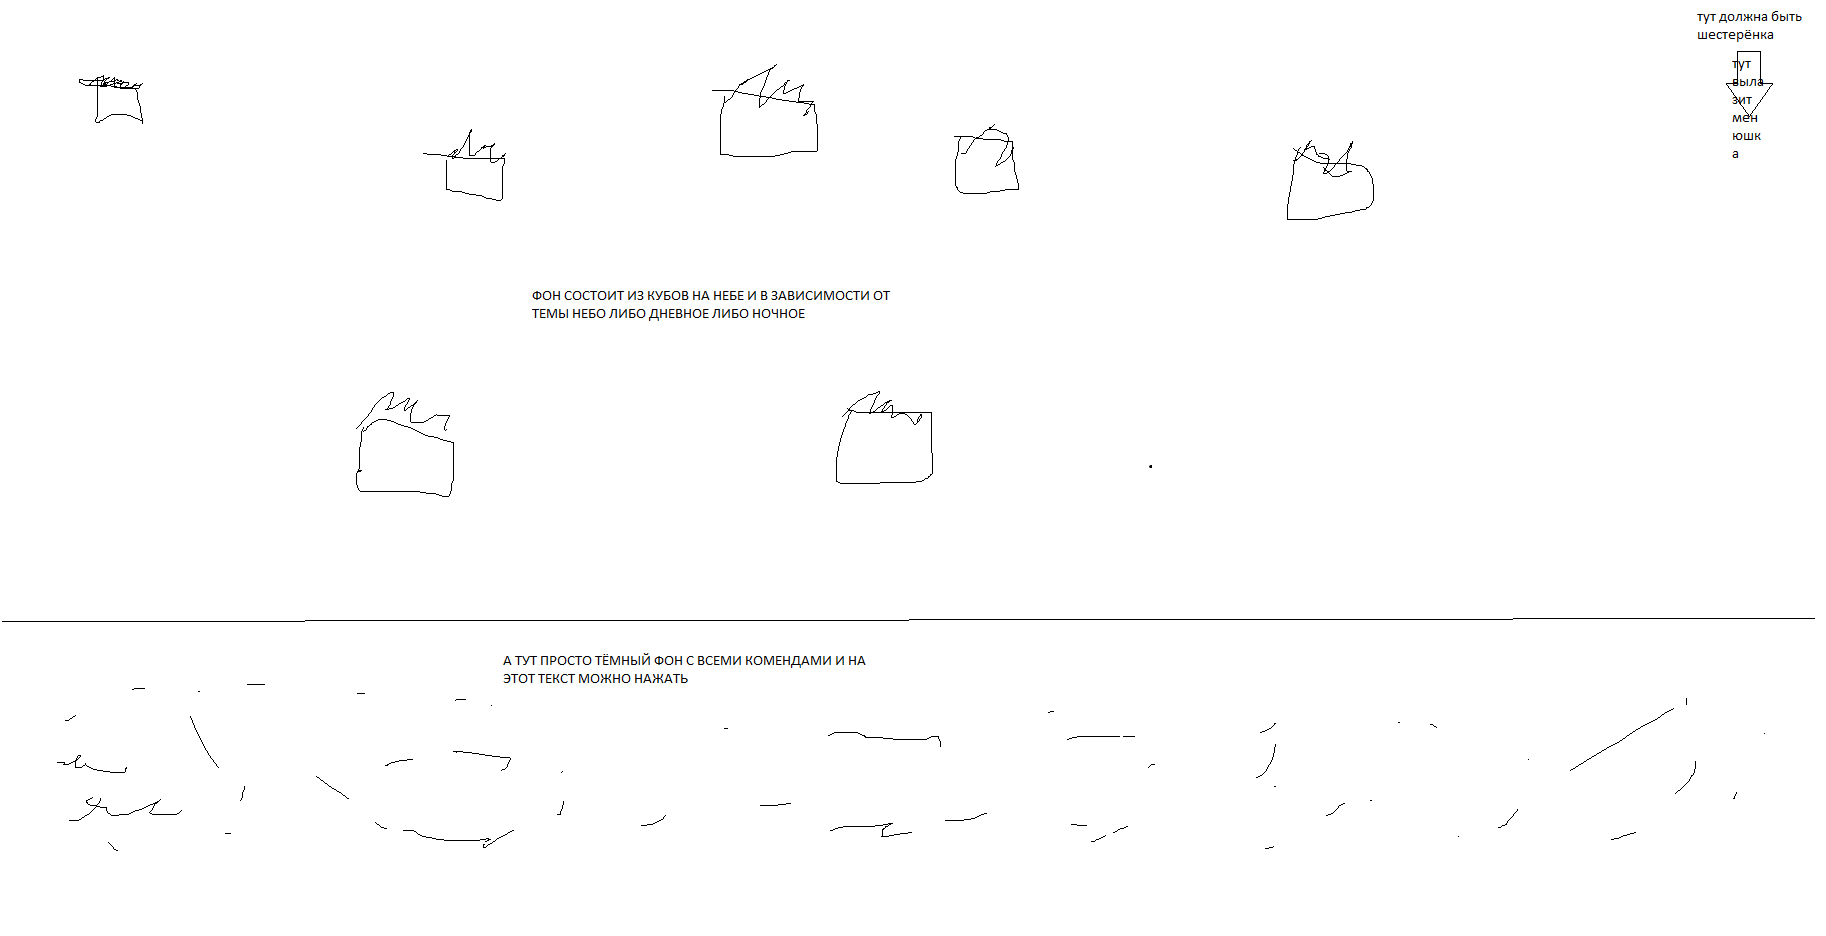 тут должна быть
шестерёнка
тут
выла
зит
мен
юшк
а
ФОН СОСТОИТ ИЗ КУБОВ НА НЕБЕ И В ЗАВИСИМОСТИ ОТ
ТЕМЫ НЕБО ЛИБО ДНЕВНОЕ ЛИБО НОЧНОЕ
А ТУТ ПРОСТО ТЁМНЫЙ ФОН С ВСЕМИ КОМЕНДАМИ И НА
ЭТОТ ТЕКСТ МОЖНО НАЖАТЬ